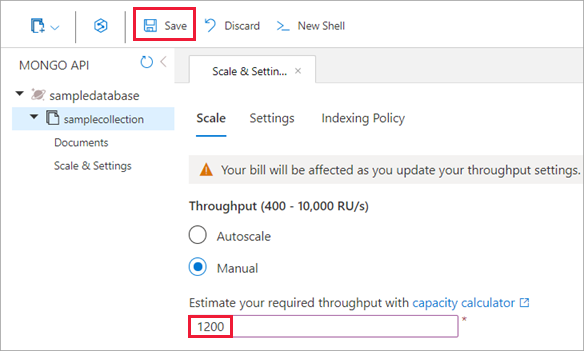 Save Discard New Shell
MONGO API
Scale & Settin...
sampledatabase
samplecollection
Documents
Scale & Settings
Scale Settings Indexing Policy
Your bill will be affected as you update your throughput settings.
Throughput (400 - 10,000 RU/s)
Autoscale
Manual
Estimate your required throughput with capacity calculator
1200 *